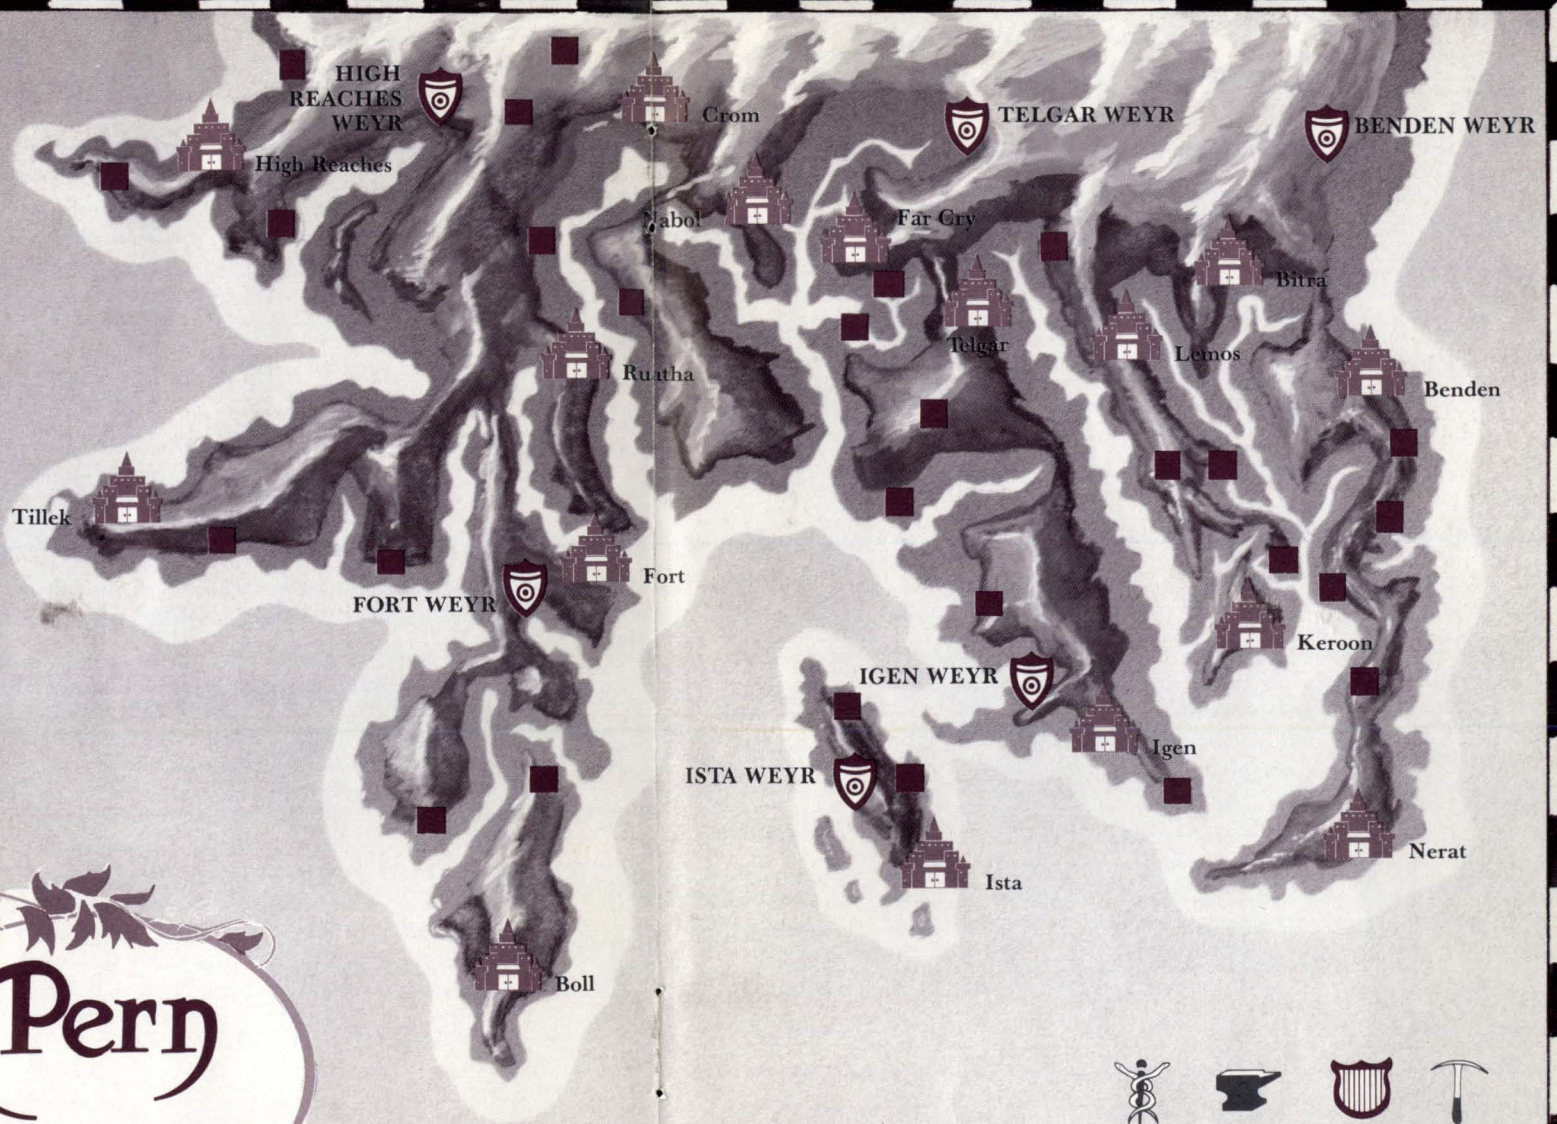 HIGH
REACHES
WEYR
Crom
TELGAR WEYR
BENDEN WEYR
High Reaches
Nabol
Far Cry
Bitra
Telgar
Lemos
Ruatha
Benden
Tillek
Fort
FORT WEYR
Keroon
IGEN WEYR
Igen
ISTA WEYR
Nerat
Ista
Boll
Pern